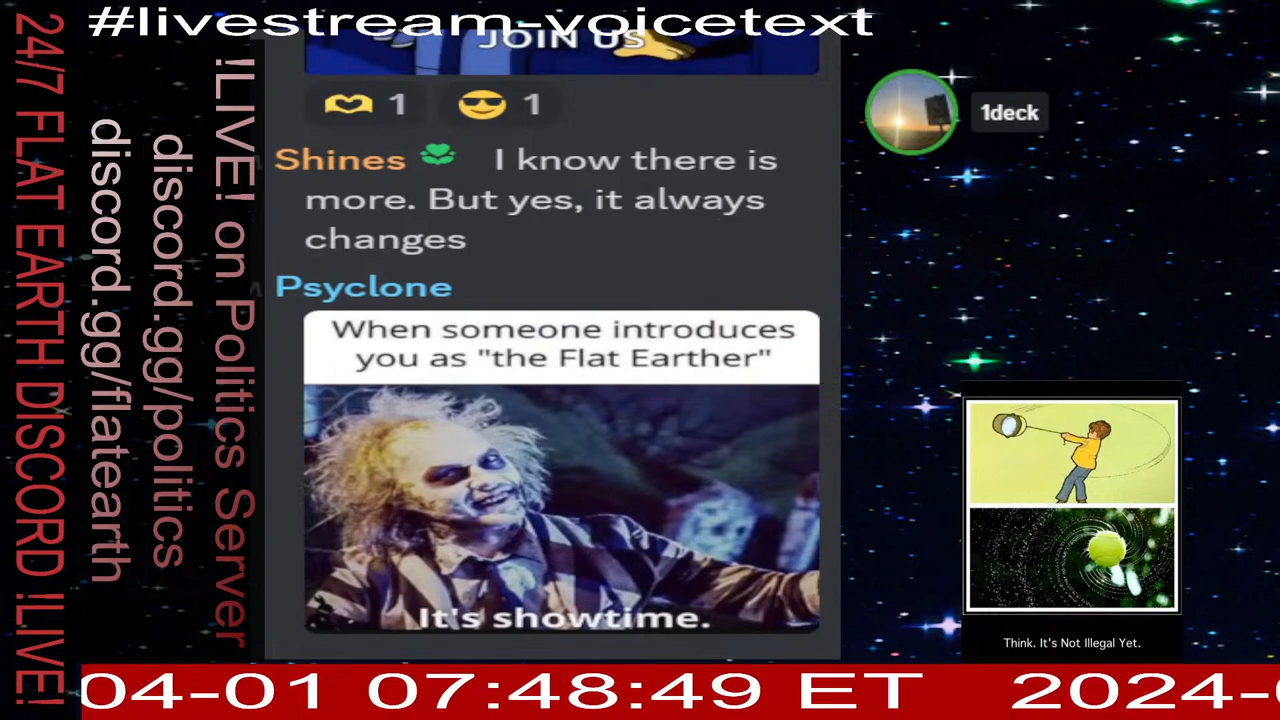 #livestream-voicetext
24/7 FLAT EARTH DISCORD !LIVE!
discord.gg/flatearth
discord.gg/politics
!LIVE! on Politics Server
JOIN US
1
1
Shines I know there is
more. But yes, it always
changes
Psyclone
When someone introduces
you as "the Flat Earther"
It's showtime.
1deck
Think. It's Not Illegal Yet.
04-01 07:48:49 ET 2024-